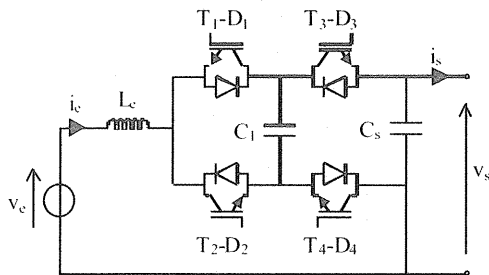 T₁-D₁ T₃-D₃
iₑ Lₑ iₛ
C₁ Cₛ
vₑ vₛ
T₂-D₂ T₄-D₄